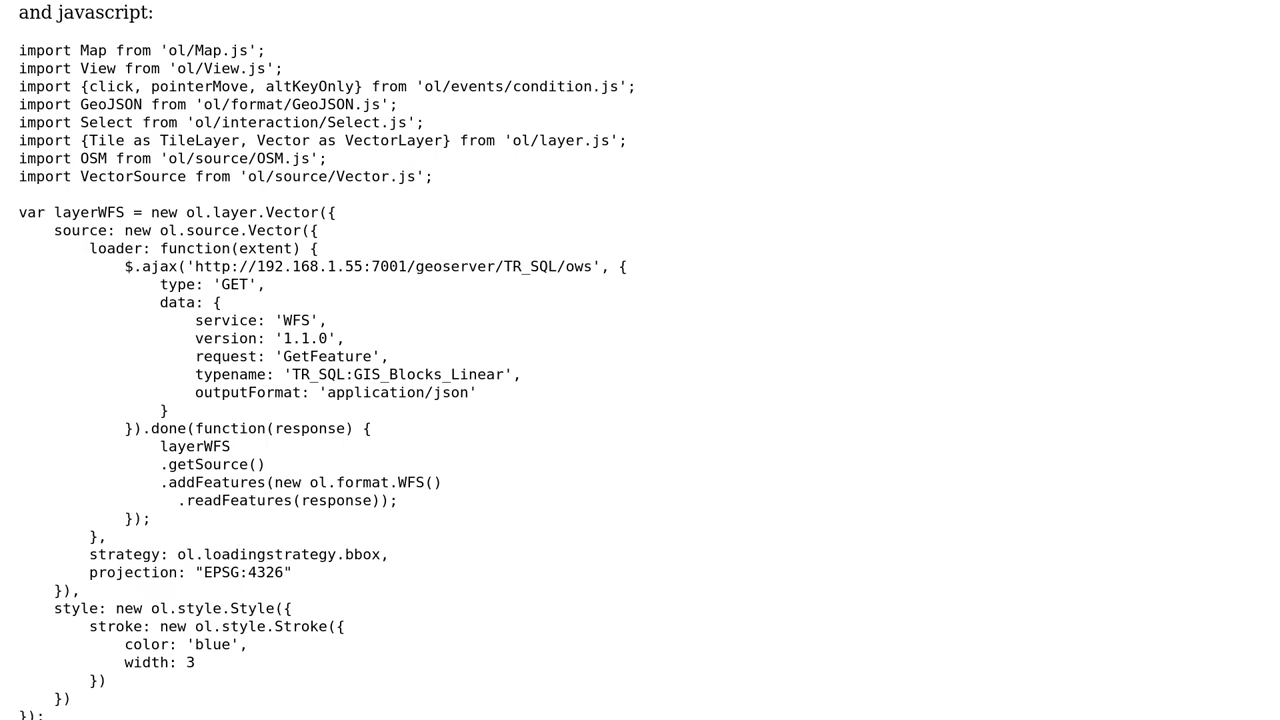 and javascript:
import Map from 'ol/Map.js';
import View from 'ol/View.js';
import {click, pointerMove, altKeyOnly} from 'ol/events/condition.js';
import GeoJSON from 'ol/format/GeoJSON.js';
import Select from 'ol/interaction/Select.js';
import {Tile as TileLayer, Vector as VectorLayer} from 'ol/layer.js';
import OSM from 'ol/source/OSM.js';
import VectorSource from 'ol/source/Vector.js';

var layerWFS = new ol.layer.Vector({
    source: new ol.source.Vector({
        loader: function(extent) {
            $.ajax('http://192.168.1.55:7001/geoserver/TR_SQL/ows', {
                type: 'GET',
                data: {
                    service: 'WFS',
                    version: '1.1.0',
                    request: 'GetFeature',
                    typename: 'TR_SQL:GIS_Blocks_Linear',
                    outputFormat: 'application/json'
                }
            }).done(function(response) {
                layerWFS
                .getSource()
                .addFeatures(new ol.format.WFS()
                  .readFeatures(response));
            });
        },
        strategy: ol.loadingstrategy.bbox,
        projection: "EPSG:4326"
    }),
    style: new ol.style.Style({
        stroke: new ol.style.Stroke({
            color: 'blue',
            width: 3
        })
    })
});